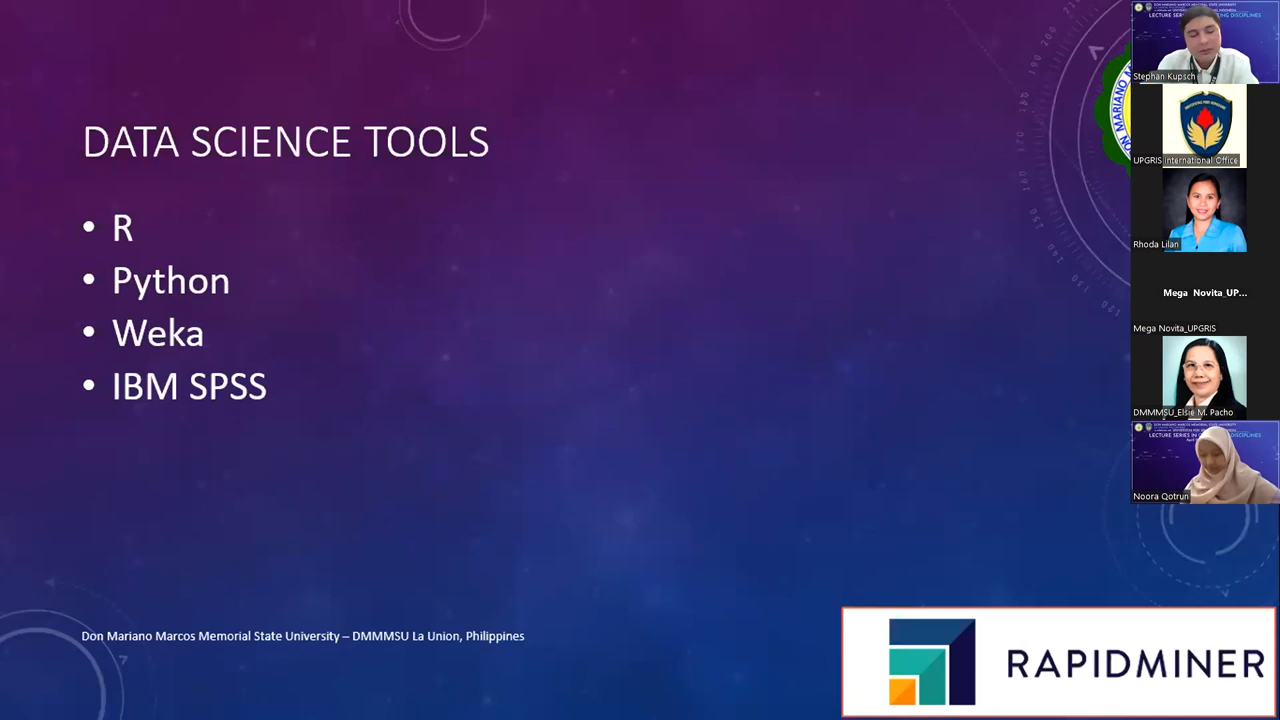 DATA SCIENCE TOOLS
• R
• Python
• Weka
• IBM SPSS
Don Mariano Marcos Memorial State University – DMMMSU La Union, Philippines
RAPIDMINER
Stephan Kupsch
UPGRIS International Office
Rhoda Lilan
Mega Novita_UP...
Mega Novita_UPGRIS
DMMMSU_Elsie M. Pacho
Noora Qotrun